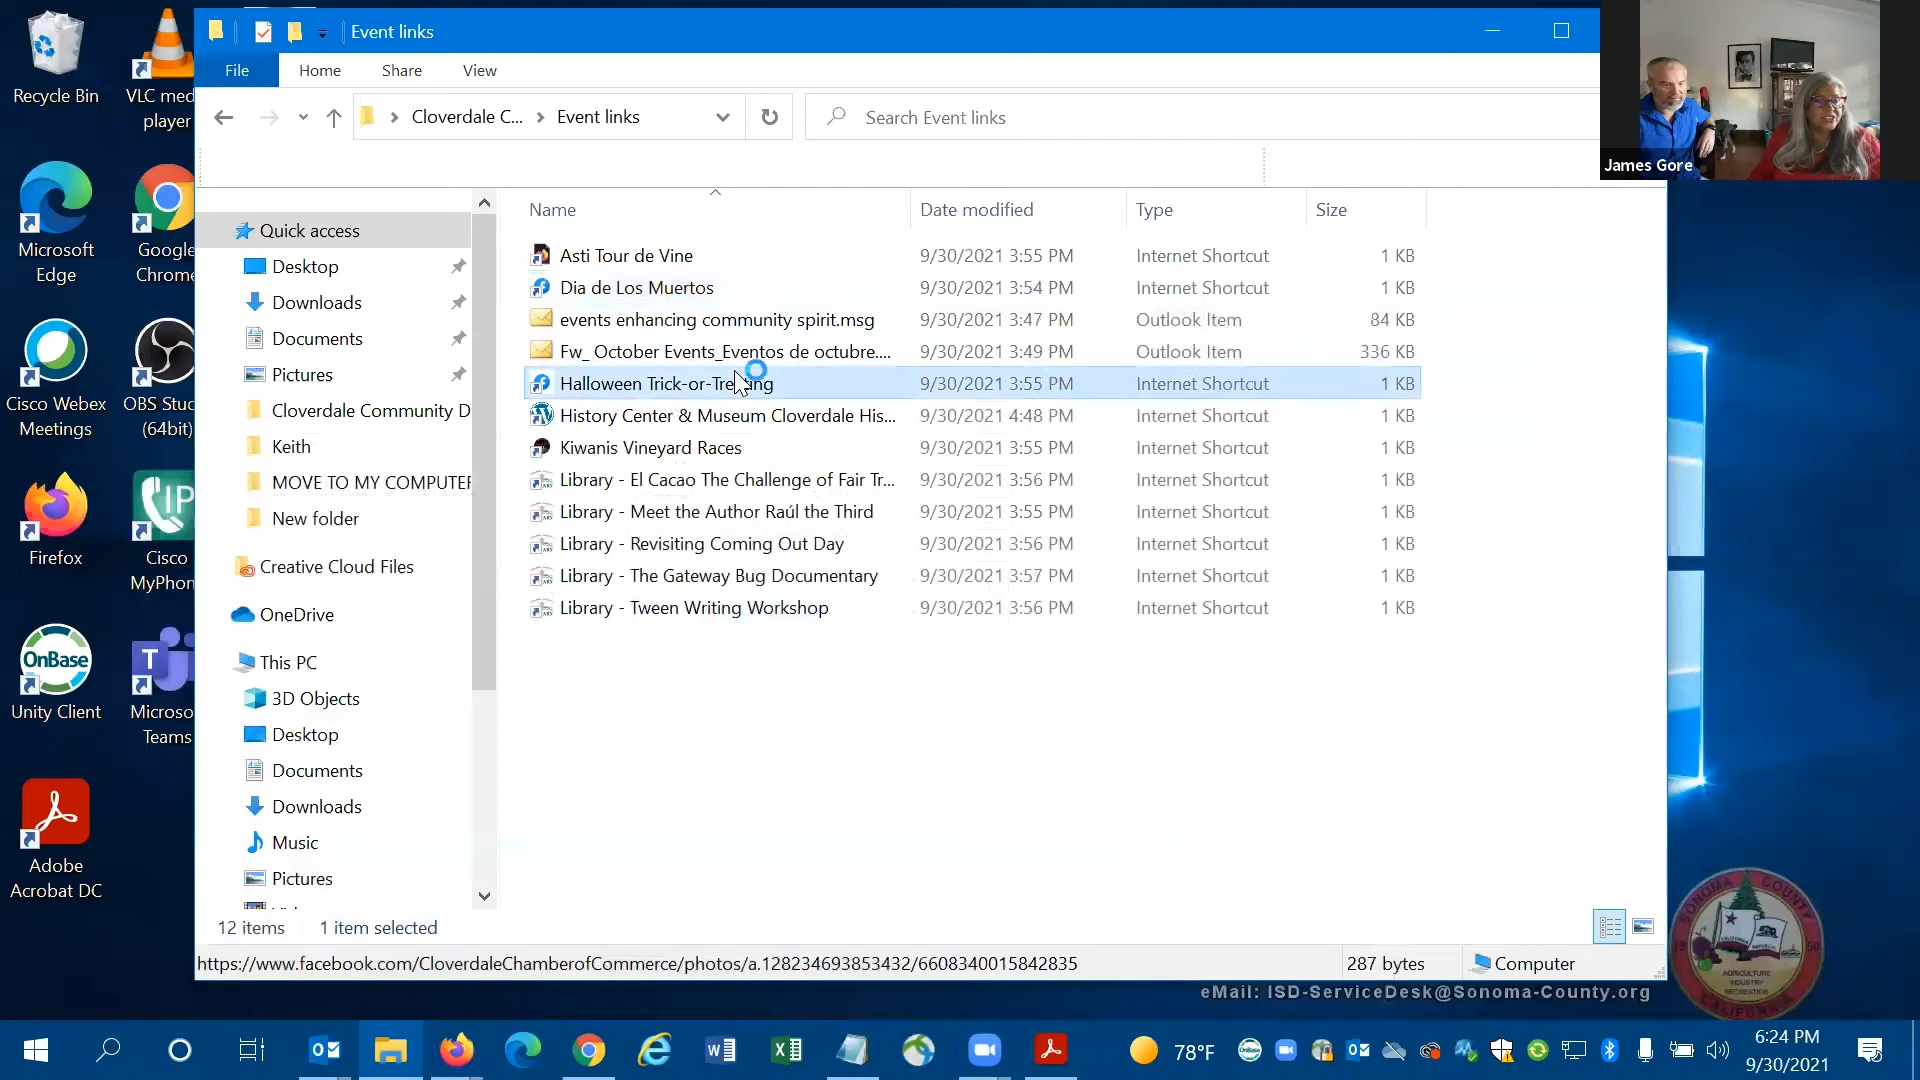 Event links
File
Home
Share
View
Cloverdale C...
Event links
Search Event links
James Gore
Recycle Bin
VLC med
player
Microsoft
Edge
Google
Chrome
Cisco Webex
Meetings
OBS Stud
(64bit)
Firefox
Cisco
MyPhon
OnBase
Unity Client
Microso
Teams
Adobe
Acrobat DC
Quick access
Desktop
Downloads
Documents
Pictures
Cloverdale Community D
Keith
MOVE TO MY COMPUTER
New folder
Creative Cloud Files
OneDrive
This PC
3D Objects
Desktop
Documents
Downloads
Music
Pictures
Name Date modified Type Size
Asti Tour de Vine 9/30/2021 3:55 PM Internet Shortcut 1 KB
Dia de Los Muertos 9/30/2021 3:54 PM Internet Shortcut 1 KB
events enhancing community spirit.msg 9/30/2021 3:47 PM Outlook Item 84 KB
Fw_ October Events_Eventos de octubre.... 9/30/2021 3:49 PM Outlook Item 336 KB
Halloween Trick-or-Treating 9/30/2021 3:55 PM Internet Shortcut 1 KB
History Center & Museum Cloverdale His... 9/30/2021 4:48 PM Internet Shortcut 1 KB
Kiwanis Vineyard Races 9/30/2021 3:55 PM Internet Shortcut 1 KB
Library - El Cacao The Challenge of Fair Tr... 9/30/2021 3:56 PM Internet Shortcut 1 KB
Library - Meet the Author Raúl the Third 9/30/2021 3:55 PM Internet Shortcut 1 KB
Library - Revisiting Coming Out Day 9/30/2021 3:56 PM Internet Shortcut 1 KB
Library - The Gateway Bug Documentary 9/30/2021 3:57 PM Internet Shortcut 1 KB
Library - Tween Writing Workshop 9/30/2021 3:56 PM Internet Shortcut 1 KB
12 items 1 item selected
https://www.facebook.com/CloverdaleChamberofCommerce/photos/a.128234693853432/6608340015842835
287 bytes
Computer
eMail: ISD-ServiceDesk@Sonoma-County.org
SONOMA COUNTY
AGRICULTURE
INDUSTRY
RECREATION
CALIFORNIA
78°F
6:24 PM
9/30/2021